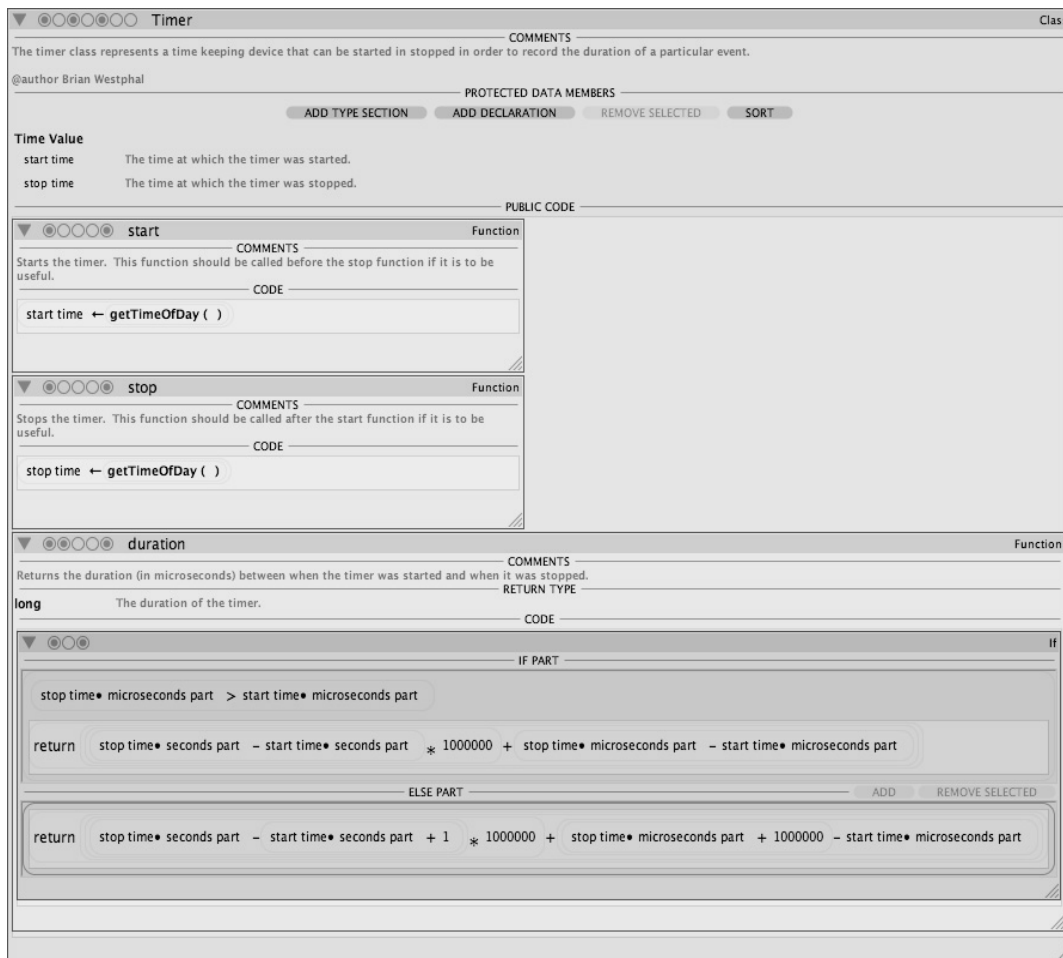 Timer Clas
COMMENTS
The timer class represents a time keeping device that can be started in stopped in order to record the duration of a particular event.
@author Brian Westphal
PROTECTED DATA MEMBERS
ADD TYPE SECTION ADD DECLARATION REMOVE SELECTED SORT
Time Value
start time The time at which the timer was started.
stop time The time at which the timer was stopped.
PUBLIC CODE
start Function
COMMENTS
Starts the timer. This function should be called before the stop function if it is to be
useful.
CODE
start time ← getTimeOfDay ( )
stop Function
COMMENTS
Stops the timer. This function should be called after the start function if it is to be
useful.
CODE
stop time ← getTimeOfDay ( )
duration Function
COMMENTS
Returns the duration (in microseconds) between when the timer was started and when it was stopped.
RETURN TYPE
long The duration of the timer.
CODE
If
IF PART
stop time• microseconds part > start time• microseconds part
return stop time• seconds part – start time• seconds part * 1000000 + stop time• microseconds part – start time• microseconds part
ELSE PART ADD REMOVE SELECTED
return stop time• seconds part – start time• seconds part + 1 * 1000000 + stop time• microseconds part + 1000000 – start time• microseconds part